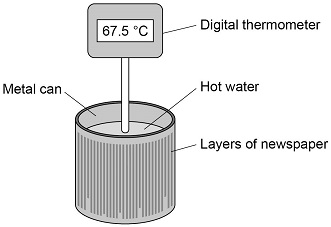 67.5 °C
Digital thermometer
Metal can
Hot water
Layers of newspaper